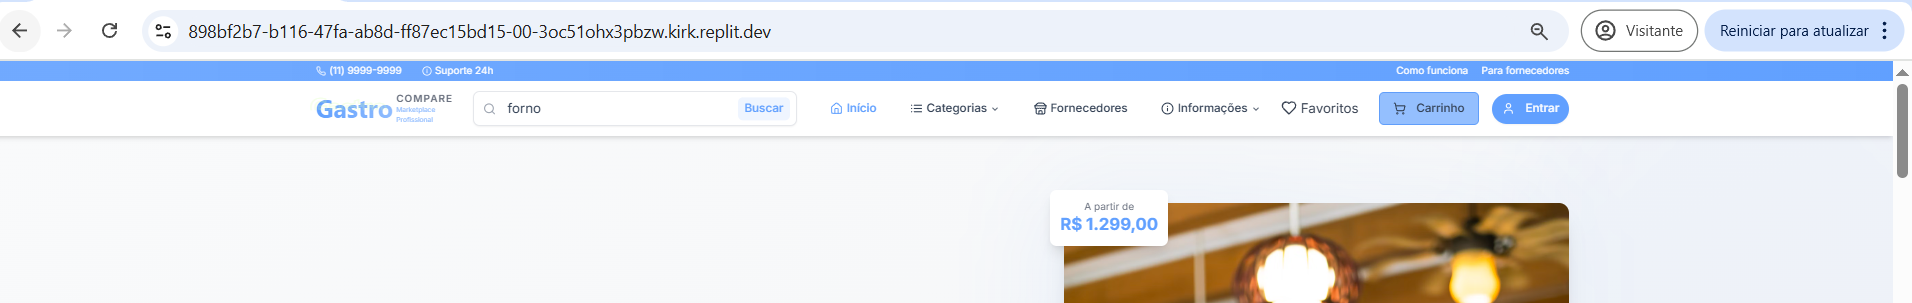 898bf2b7-b116-47fa-ab8d-ff87ec15bd15-00-3oc51ohx3pbzw.kirk.replit.dev
Visitante
Reiniciar para atualizar
(11) 9999-9999
Suporte 24h
Como funciona
Para fornecedores
Gastro
COMPARE
Marketplace
Profissional
forno
Buscar
Início
Categorias
Fornecedores
Informações
Favoritos
Carrinho
Entrar
A partir de
R$ 1.299,00